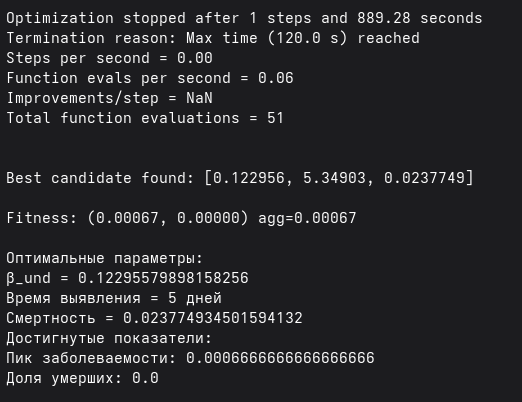 Optimization stopped after 1 steps and 889.28 seconds
Termination reason: Max time (120.0 s) reached
Steps per second = 0.00
Function evals per second = 0.06
Improvements/step = NaN
Total function evaluations = 51
Best candidate found: [0.122956, 5.34903, 0.0237749]
Fitness: (0.00067, 0.00000) agg=0.00067
Оптимальные параметры:
β_und = 0.12295579898158256
Время выявления = 5 дней
Смертность = 0.023774934501594132
Достигнутые показатели:
Пик заболеваемости: 0.0006666666666666666
Доля умерших: 0.0